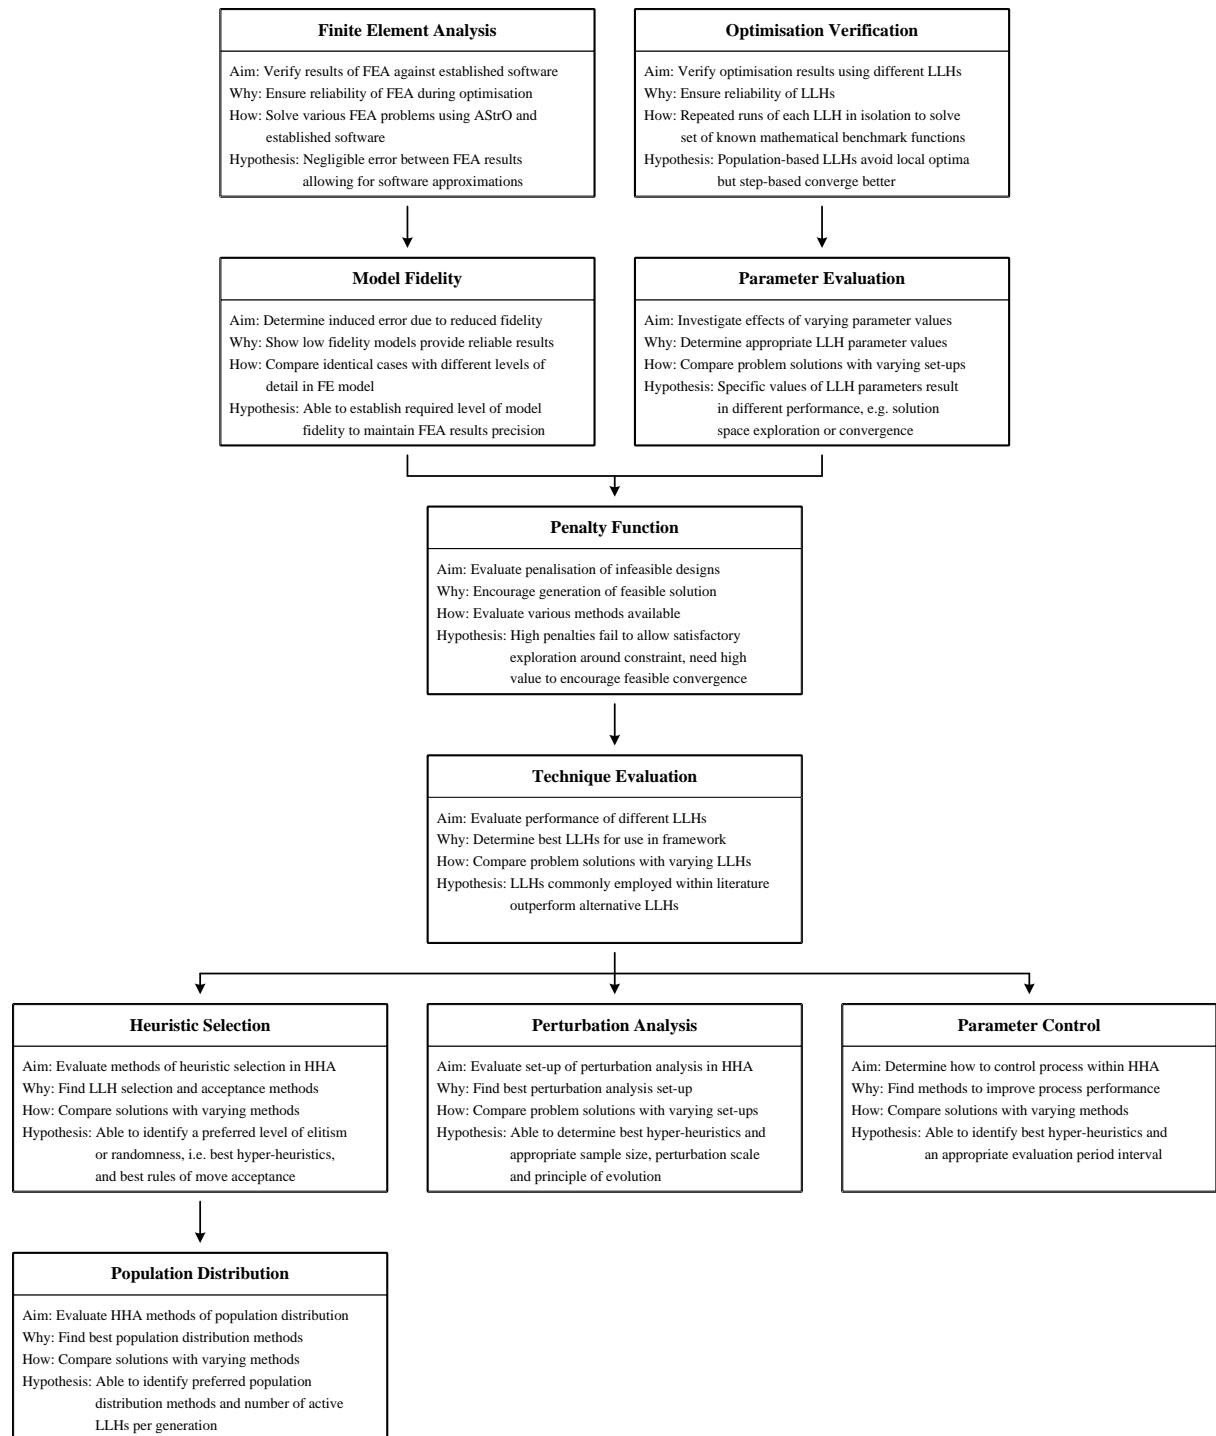 Finite Element Analysis
Aim: Verify results of FEA against established software
Why: Ensure reliability of FEA during optimisation
How: Solve various FEA problems using AStrO and
established software
Hypothesis: Negligible error between FEA results
allowing for software approximations
Optimisation Verification
Aim: Verify optimisation results using different LLHs
Why: Ensure reliability of LLHs
How: Repeated runs of each LLH in isolation to solve
set of known mathematical benchmark functions
Hypothesis: Population-based LLHs avoid local optima
but step-based converge better
Model Fidelity
Aim: Determine induced error due to reduced fidelity
Why: Show low fidelity models provide reliable results
How: Compare identical cases with different levels of
detail in FE model
Hypothesis: Able to establish required level of model
fidelity to maintain FEA results precision
Parameter Evaluation
Aim: Investigate effects of varying parameter values
Why: Determine appropriate LLH parameter values
How: Compare problem solutions with varying set-ups
Hypothesis: Specific values of LLH parameters result
in different performance, e.g. solution
space exploration or convergence
Penalty Function
Aim: Evaluate penalisation of infeasible designs
Why: Encourage generation of feasible solution
How: Evaluate various methods available
Hypothesis: High penalties fail to allow satisfactory
exploration around constraint, need high
value to encourage feasible convergence
Technique Evaluation
Aim: Evaluate performance of different LLHs
Why: Determine best LLHs for use in framework
How: Compare problem solutions with varying LLHs
Hypothesis: LLHs commonly employed within literature
outperform alternative LLHs
Heuristic Selection
Aim: Evaluate methods of heuristic selection in HHA
Why: Find LLH selection and acceptance methods
How: Compare solutions with varying methods
Hypothesis: Able to identify a preferred level of elitism
or randomness, i.e. best hyper-heuristics,
and best rules of move acceptance
Perturbation Analysis
Aim: Evaluate set-up of perturbation analysis in HHA
Why: Find best perturbation analysis set-up
How: Compare problem solutions with varying set-ups
Hypothesis: Able to determine best hyper-heuristics and
appropriate sample size, perturbation scale
and principle of evolution
Parameter Control
Aim: Determine how to control process within HHA
Why: Find methods to improve process performance
How: Compare solutions with varying methods
Hypothesis: Able to identify best hyper-heuristics and
an appropriate evaluation period interval
Population Distribution
Aim: Evaluate HHA methods of population distribution
Why: Find best population distribution methods
How: Compare solutions with varying methods
Hypothesis: Able to identify preferred population
distribution methods and number of active
LLHs per generation